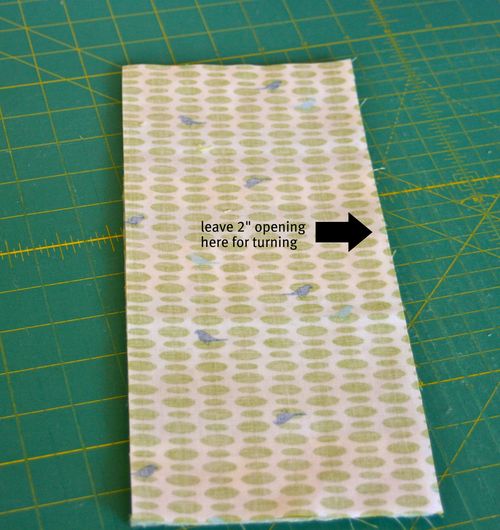 leave 2" opening
here for turning